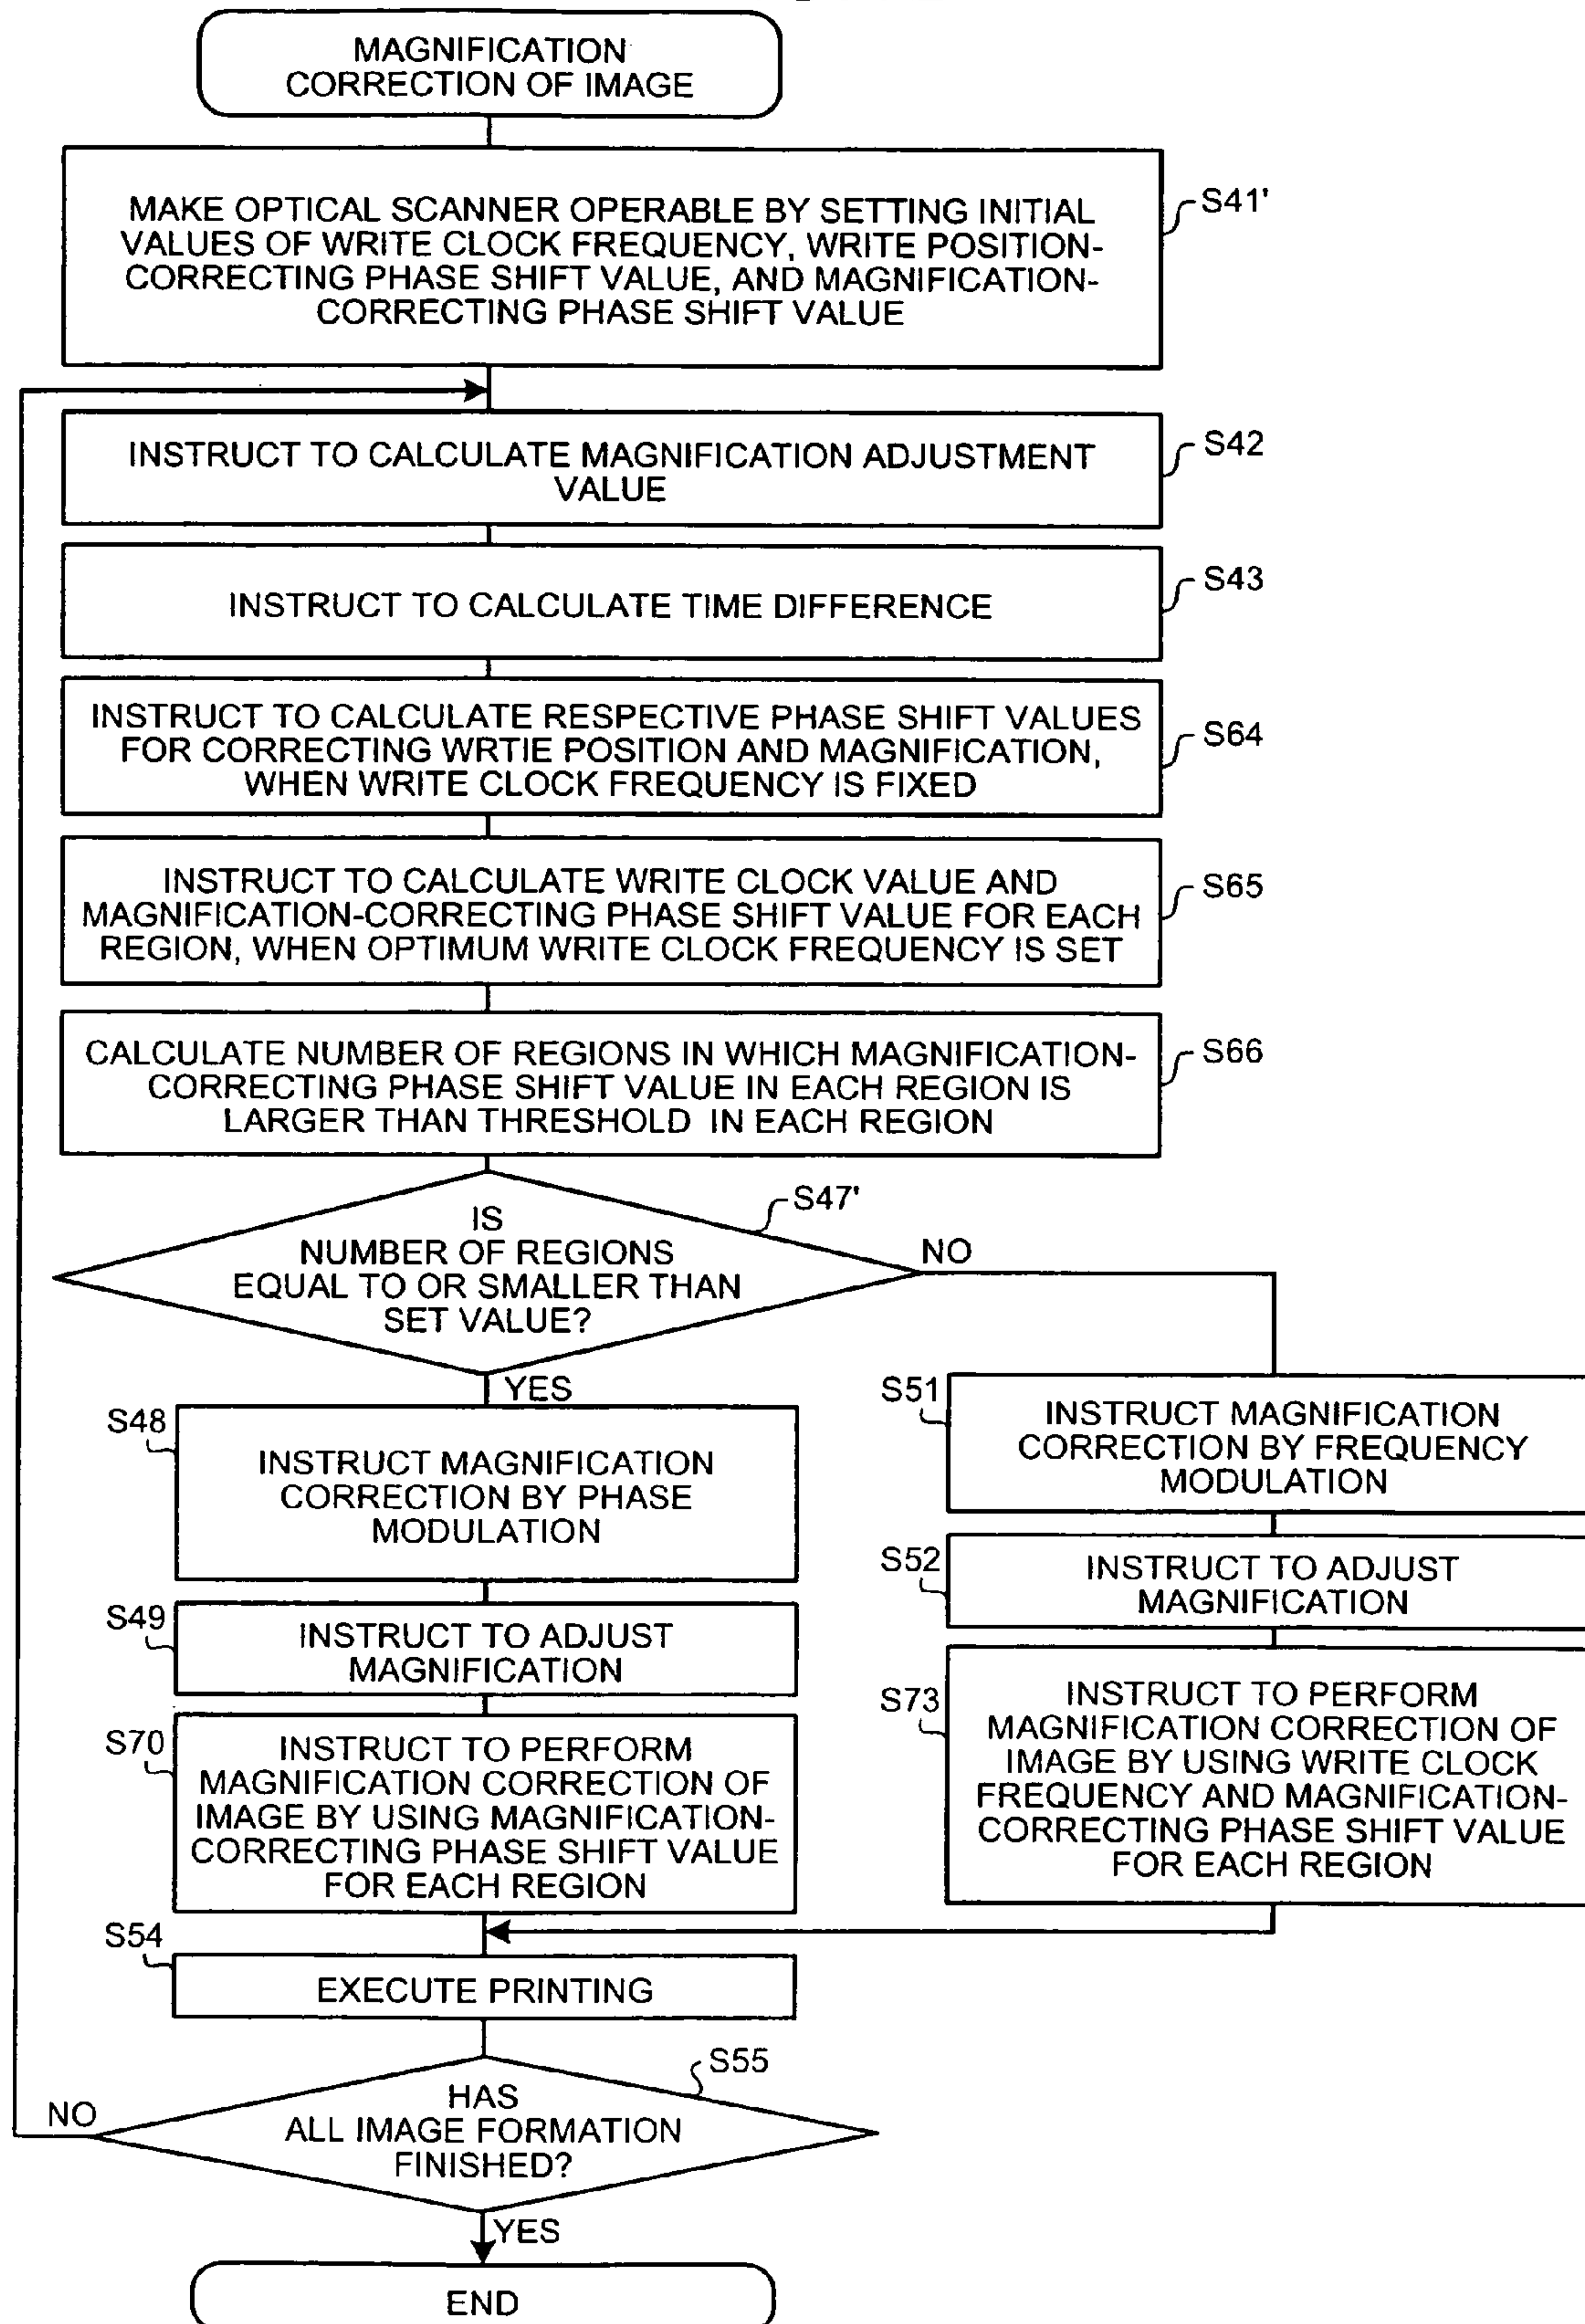 MAGNIFICATION
CORRECTION OF IMAGE
MAKE OPTICAL SCANNER OPERABLE BY SETTING INITIAL
VALUES OF WRITE CLOCK FREQUENCY, WRITE POSITION-
CORRECTING PHASE SHIFT VALUE, AND MAGNIFICATION-
CORRECTING PHASE SHIFT VALUE
S41'
INSTRUCT TO CALCULATE MAGNIFICATION ADJUSTMENT
VALUE
S42
INSTRUCT TO CALCULATE TIME DIFFERENCE
S43
INSTRUCT TO CALCULATE RESPECTIVE PHASE SHIFT VALUES
FOR CORRECTING WRTIE POSITION AND MAGNIFICATION,
WHEN WRITE CLOCK FREQUENCY IS FIXED
S64
INSTRUCT TO CALCULATE WRITE CLOCK VALUE AND
MAGNIFICATION-CORRECTING PHASE SHIFT VALUE FOR EACH
REGION, WHEN OPTIMUM WRITE CLOCK FREQUENCY IS SET
S65
CALCULATE NUMBER OF REGIONS IN WHICH MAGNIFICATION-
CORRECTING PHASE SHIFT VALUE IN EACH REGION IS
LARGER THAN THRESHOLD IN EACH REGION
S66
S47'
IS
NUMBER OF REGIONS
EQUAL TO OR SMALLER THAN
SET VALUE?
NO
YES
S48
INSTRUCT MAGNIFICATION
CORRECTION BY PHASE
MODULATION
S49
INSTRUCT TO ADJUST
MAGNIFICATION
S70
INSTRUCT TO PERFORM
MAGNIFICATION CORRECTION OF
IMAGE BY USING MAGNIFICATION-
CORRECTING PHASE SHIFT VALUE
FOR EACH REGION
S51
INSTRUCT MAGNIFICATION
CORRECTION BY FREQUENCY
MODULATION
S52
INSTRUCT TO ADJUST
MAGNIFICATION
S73
INSTRUCT TO PERFORM
MAGNIFICATION CORRECTION OF
IMAGE BY USING WRITE CLOCK
FREQUENCY AND MAGNIFICATION-
CORRECTING PHASE SHIFT VALUE
FOR EACH REGION
S54
EXECUTE PRINTING
S55
HAS
ALL IMAGE FORMATION
FINISHED?
NO
YES
END